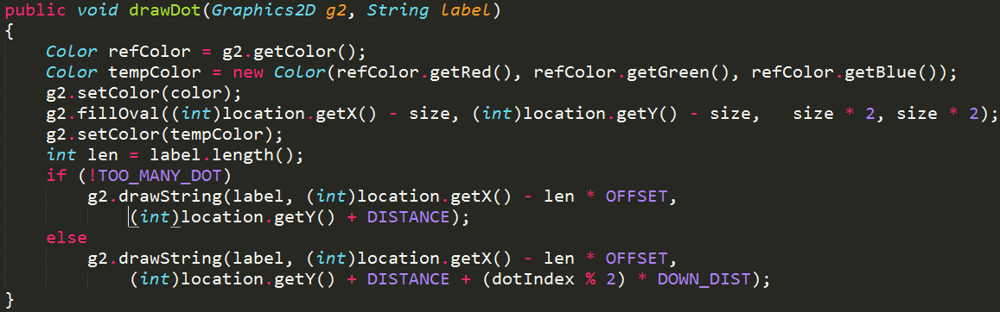 public void drawDot(Graphics2D g2, String label)
{
    Color refColor = g2.getColor();
    Color tempColor = new Color(refColor.getRed(), refColor.getGreen(), refColor.getBlue());
    g2.setColor(color);
    g2.fillOval((int)location.getX() - size, (int)location.getY() - size,   size * 2, size * 2);
    g2.setColor(tempColor);
    int len = label.length();
    if (!TOO_MANY_DOT)
        g2.drawString(label, (int)location.getX() - len * OFFSET,
            (int)location.getY() + DISTANCE);
    else
        g2.drawString(label, (int)location.getX() - len * OFFSET,
            (int)location.getY() + DISTANCE + (dotIndex % 2) * DOWN_DIST);
}